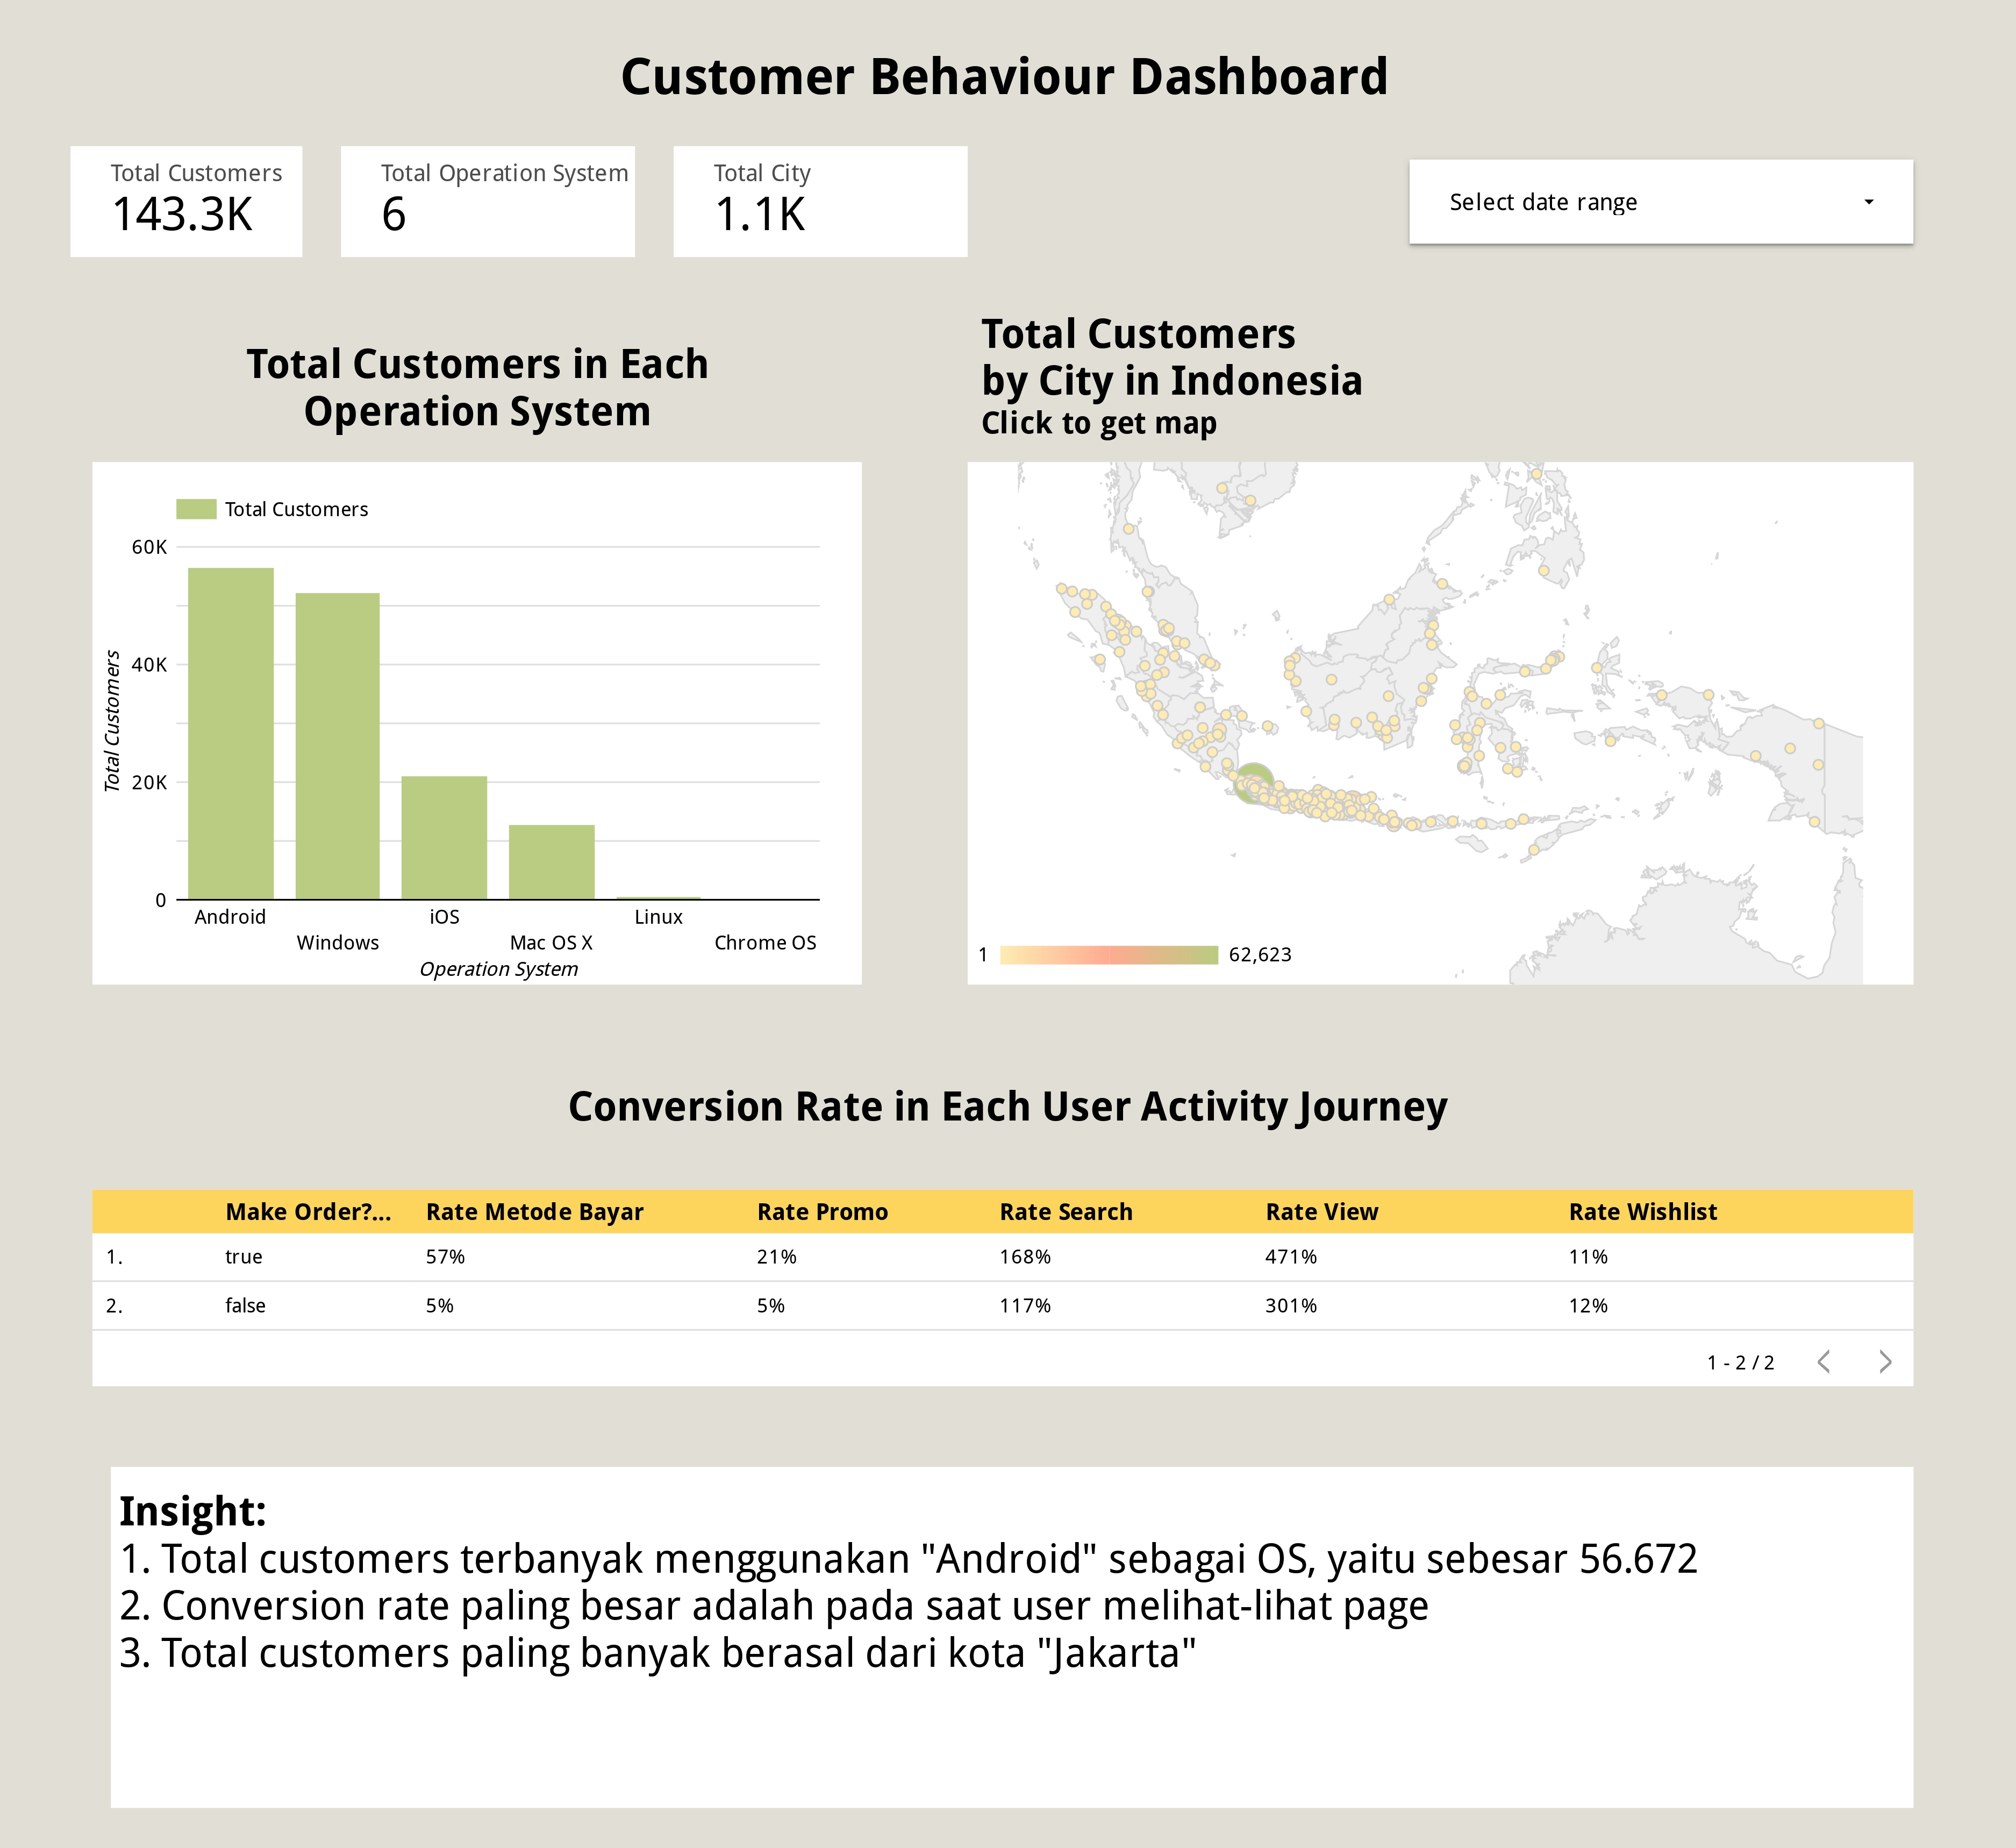 Customer Behaviour Dashboard
Total Customers
143.3K
Total Operation System
6
Total City
1.1K
Select date range
Total Customers in Each
Operation System
Total Customers
by City in Indonesia
Click to get map
Total Customers
60K
40K
20K
0
Total Customers
Android
Windows
iOS
Mac OS X
Linux
Chrome OS
Operation System
1
62,623
Conversion Rate in Each User Activity Journey
Make Order?... Rate Metode Bayar Rate Promo Rate Search Rate View Rate Wishlist
1. true 57% 21% 168% 471% 11%
2. false 5% 5% 117% 301% 12%
1 - 2 / 2
Insight:
1. Total customers terbanyak menggunakan "Android" sebagai OS, yaitu sebesar 56.672
2. Conversion rate paling besar adalah pada saat user melihat-lihat page
3. Total customers paling banyak berasal dari kota "Jakarta"